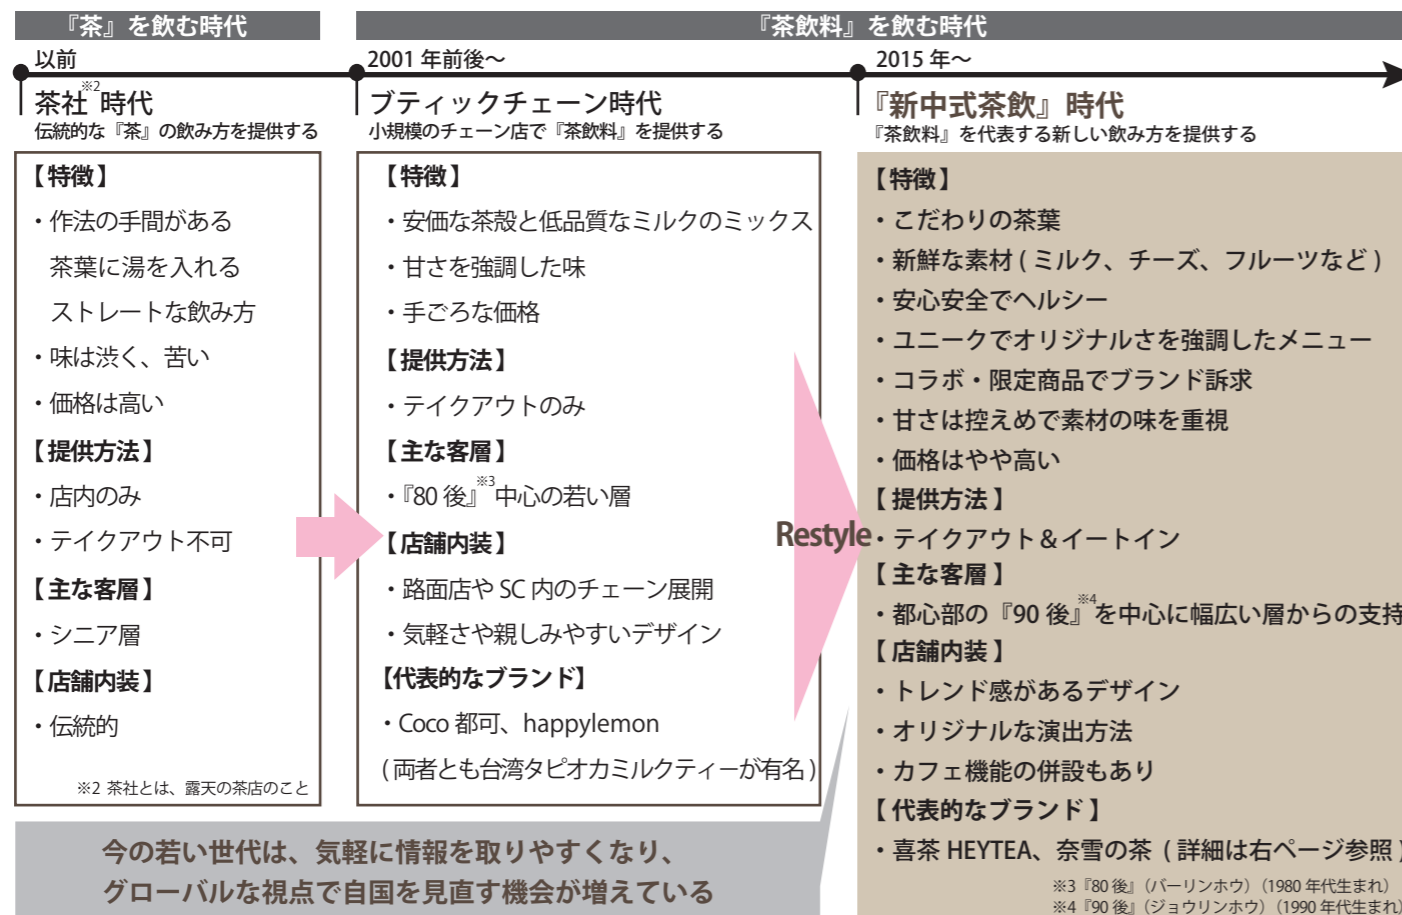 『茶』を飲む時代
『茶飲料』を飲む時代
以前
茶社※2時代
伝統的な『茶』の飲み方を提供する
【特徴】
・作法の手間がある
茶葉に湯を入れる
ストレートな飲み方
・味は渋く、苦い
・価格は高い
【提供方法】
・店内のみ
・テイクアウト不可
【主な客層】
・シニア層
【店舗内装】
・伝統的
※2 茶社とは、露天の茶店のこと
2001 年前後～
ブティックチェーン時代
小規模のチェーン店で『茶飲料』を提供する
【特徴】
・安価な茶殻と低品質なミルクのミックス
・甘さを強調した味
・手ごろな価格
【提供方法】
・テイクアウトのみ
【主な客層】
・『80 後』※3中心の若い層
【店舗内装】
・路面店や SC 内のチェーン展開
・気軽さや親しみやすいデザイン
【代表的なブランド】
・Coco 都可、happylemon
( 両者とも台湾タピオカミルクティーが有名 )
Restyle
2015 年～
『新中式茶飲』時代
『茶飲料』を代表する新しい飲み方を提供する
【特徴】
・こだわりの茶葉
・新鮮な素材 ( ミルク、チーズ、フルーツなど )
・安心安全でヘルシー
・ユニークでオリジナルさを強調したメニュー
・コラボ・限定商品でブランド訴求
・甘さは控えめで素材の味を重視
・価格はやや高い
【提供方法】
・テイクアウト＆イートイン
【主な客層】
・都心部の『90 後』※4を中心に幅広い層からの支持
【店舗内装】
・トレンド感があるデザイン
・オリジナルな演出方法
・カフェ機能の併設もあり
【代表的なブランド】
・喜茶 HEYTEA、奈雪の茶 ( 詳細は右ページ参照 )
※3『80 後』（バーリンホウ）（1980 年代生まれ）
※4『90 後』（ジョウリンホウ）（1990 年代生まれ）
今の若い世代は、気軽に情報を取りやすくなり、
グローバルな視点で自国を見直す機会が増えている